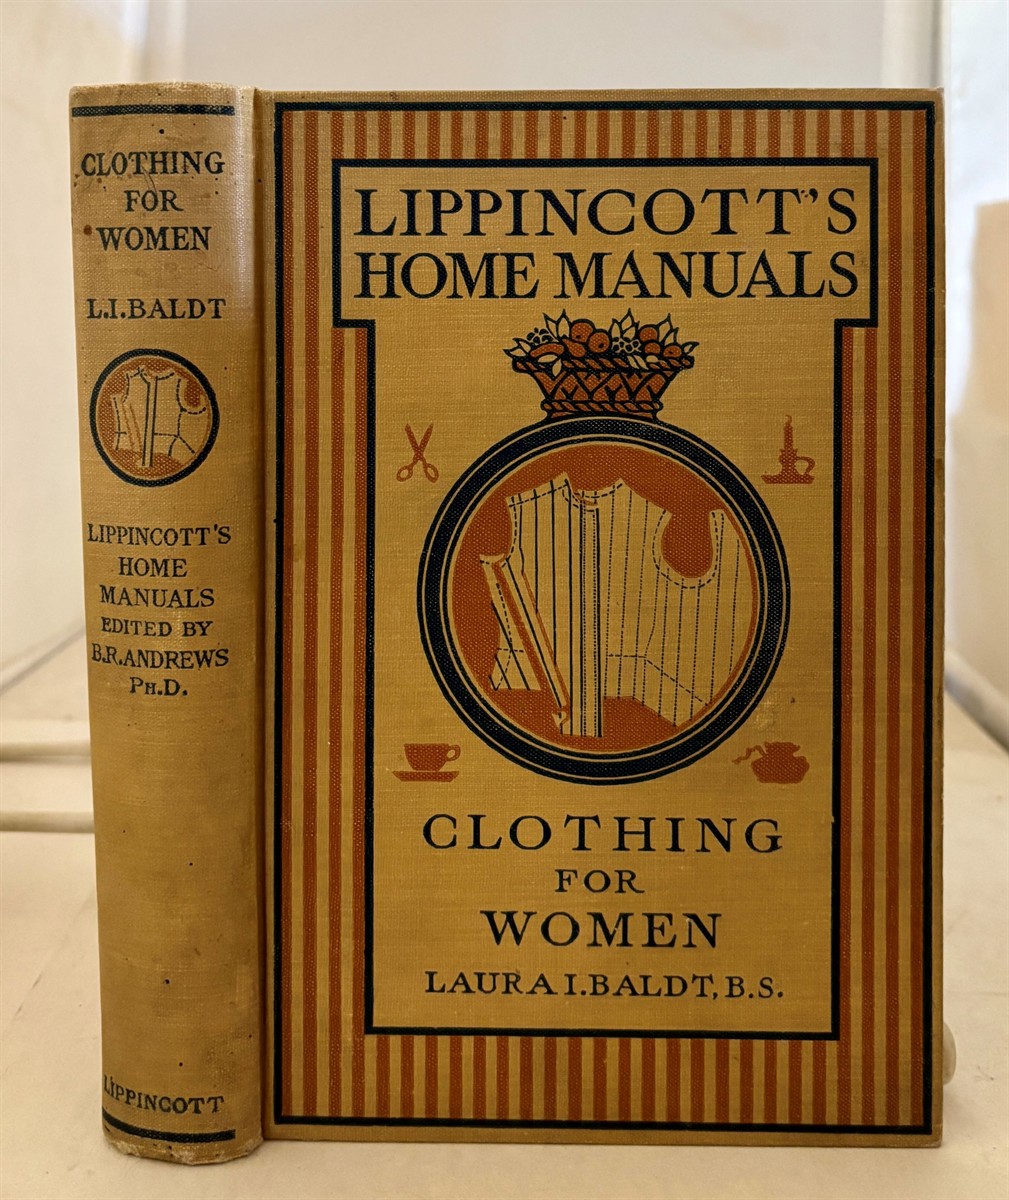 CLOTHING
FOR
WOMEN
L.I.BALDT
LIPPINCOTT'S
HOME
MANUALS
EDITED BY
B.R.ANDREWS
PH.D.
LIPPINCOTT
LIPPINCOTT'S
HOME MANUALS
CLOTHING
FOR
WOMEN
LAURA I.BALDT, B.S.